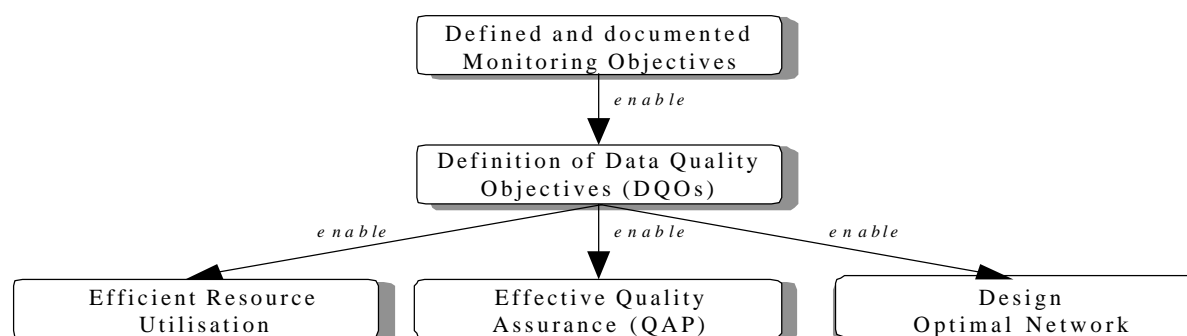 Defined and documented
Monitoring Objectives
enable
Definition of Data Quality
Objectives (DQOs)
enable
enable
enable
Efficient Resource
Utilisation
Effective Quality
Assurance (QAP)
Design
Optimal Network